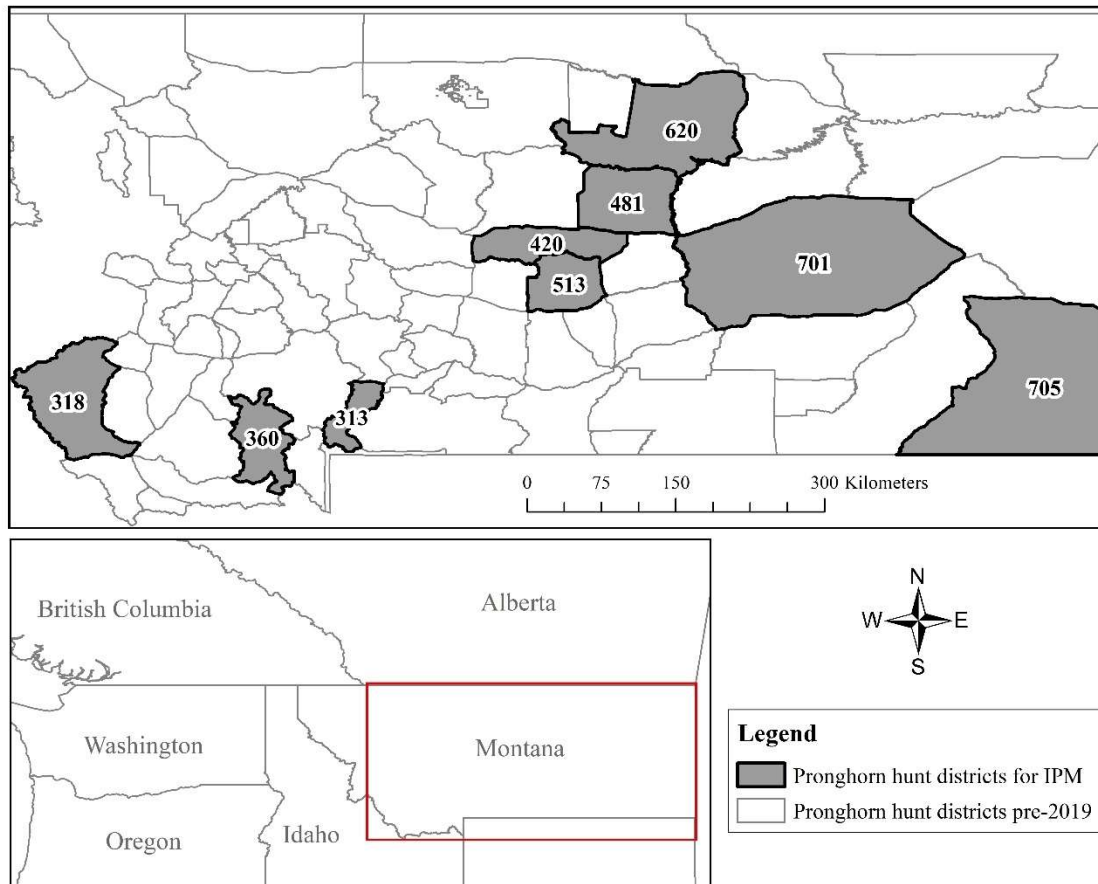 620
481
420
701
513
705
318
313
360
0 75 150 300 Kilometers
British Columbia
Alberta
N
W E
S
Washington
Montana
Oregon
Idaho
Legend
Pronghorn hunt districts for IPM
Pronghorn hunt districts pre-2019